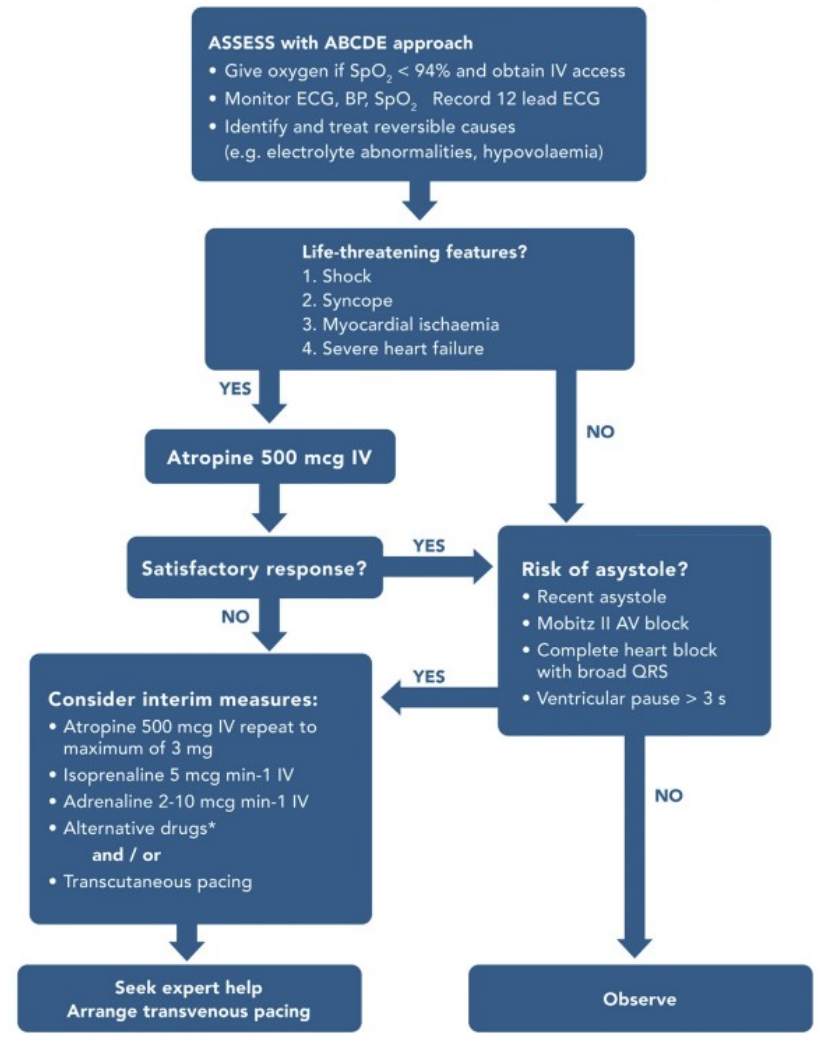 ASSESS with ABCDE approach
• Give oxygen if SpO₂ < 94% and obtain IV access
• Monitor ECG, BP, SpO₂ Record 12 lead ECG
• Identify and treat reversible causes
(e.g. electrolyte abnormalities, hypovolaemia)
Life-threatening features?
1. Shock
2. Syncope
3. Myocardial ischaemia
4. Severe heart failure
YES
NO
Atropine 500 mcg IV
Satisfactory response?
YES
NO
Risk of asystole?
• Recent asystole
• Mobitz II AV block
• Complete heart block
with broad QRS
• Ventricular pause > 3 s
YES
NO
Consider interim measures:
• Atropine 500 mcg IV repeat to
maximum of 3 mg
• Isoprenaline 5 mcg min-1 IV
• Adrenaline 2-10 mcg min-1 IV
• Alternative drugs*
and / or
• Transcutaneous pacing
Seek expert help
Arrange transvenous pacing
Observe